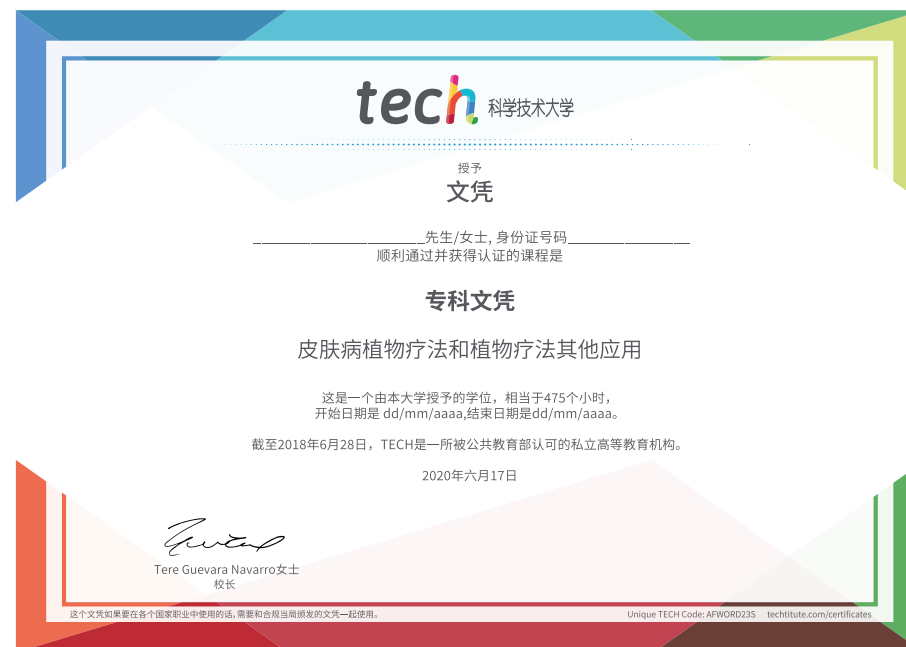 tech 科学技术大学
授予
文凭
________________________先生/女士, 身份证号码_________________
顺利通过并获得认证的课程是
专科文凭
皮肤病植物疗法和植物疗法其他应用
这是一个由本大学授予的学位，相当于475个小时，
开始日期是 dd/mm/aaaa,结束日期是dd/mm/aaaa。
截至2018年6月28日，TECH是一所被公共教育部认可的私立高等教育机构。
2020年六月17日
Tere Guevara Navarro女士
校长
这个文凭如果要在各个国家职业中使用的话,需要和合规当局颁发的文凭一起使用。
Unique TECH Code: AFWORD23S techtitute.com/certificates